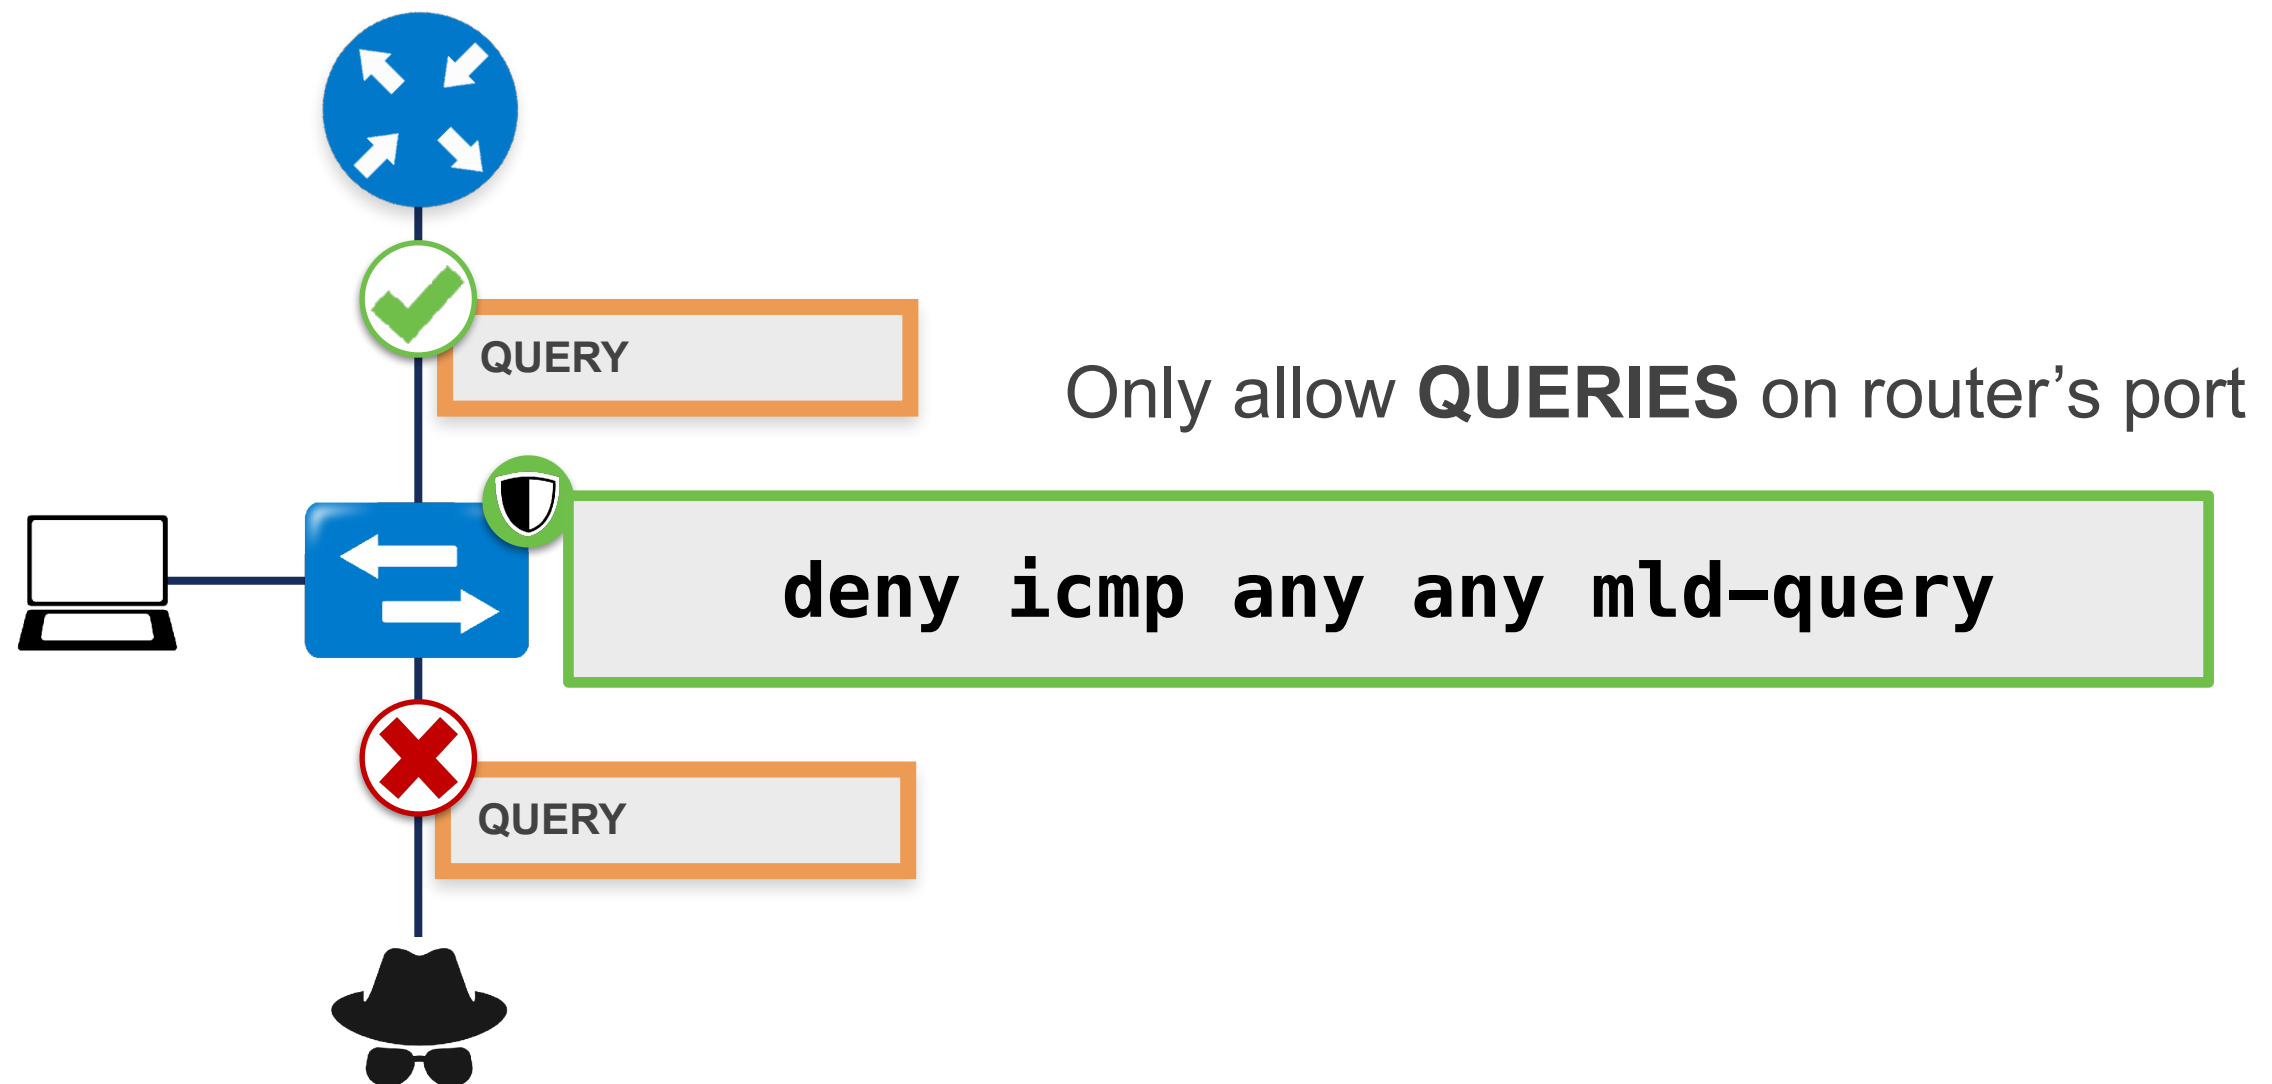 QUERY
Only allow QUERIES on router’s port
deny icmp any any mld-query
QUERY